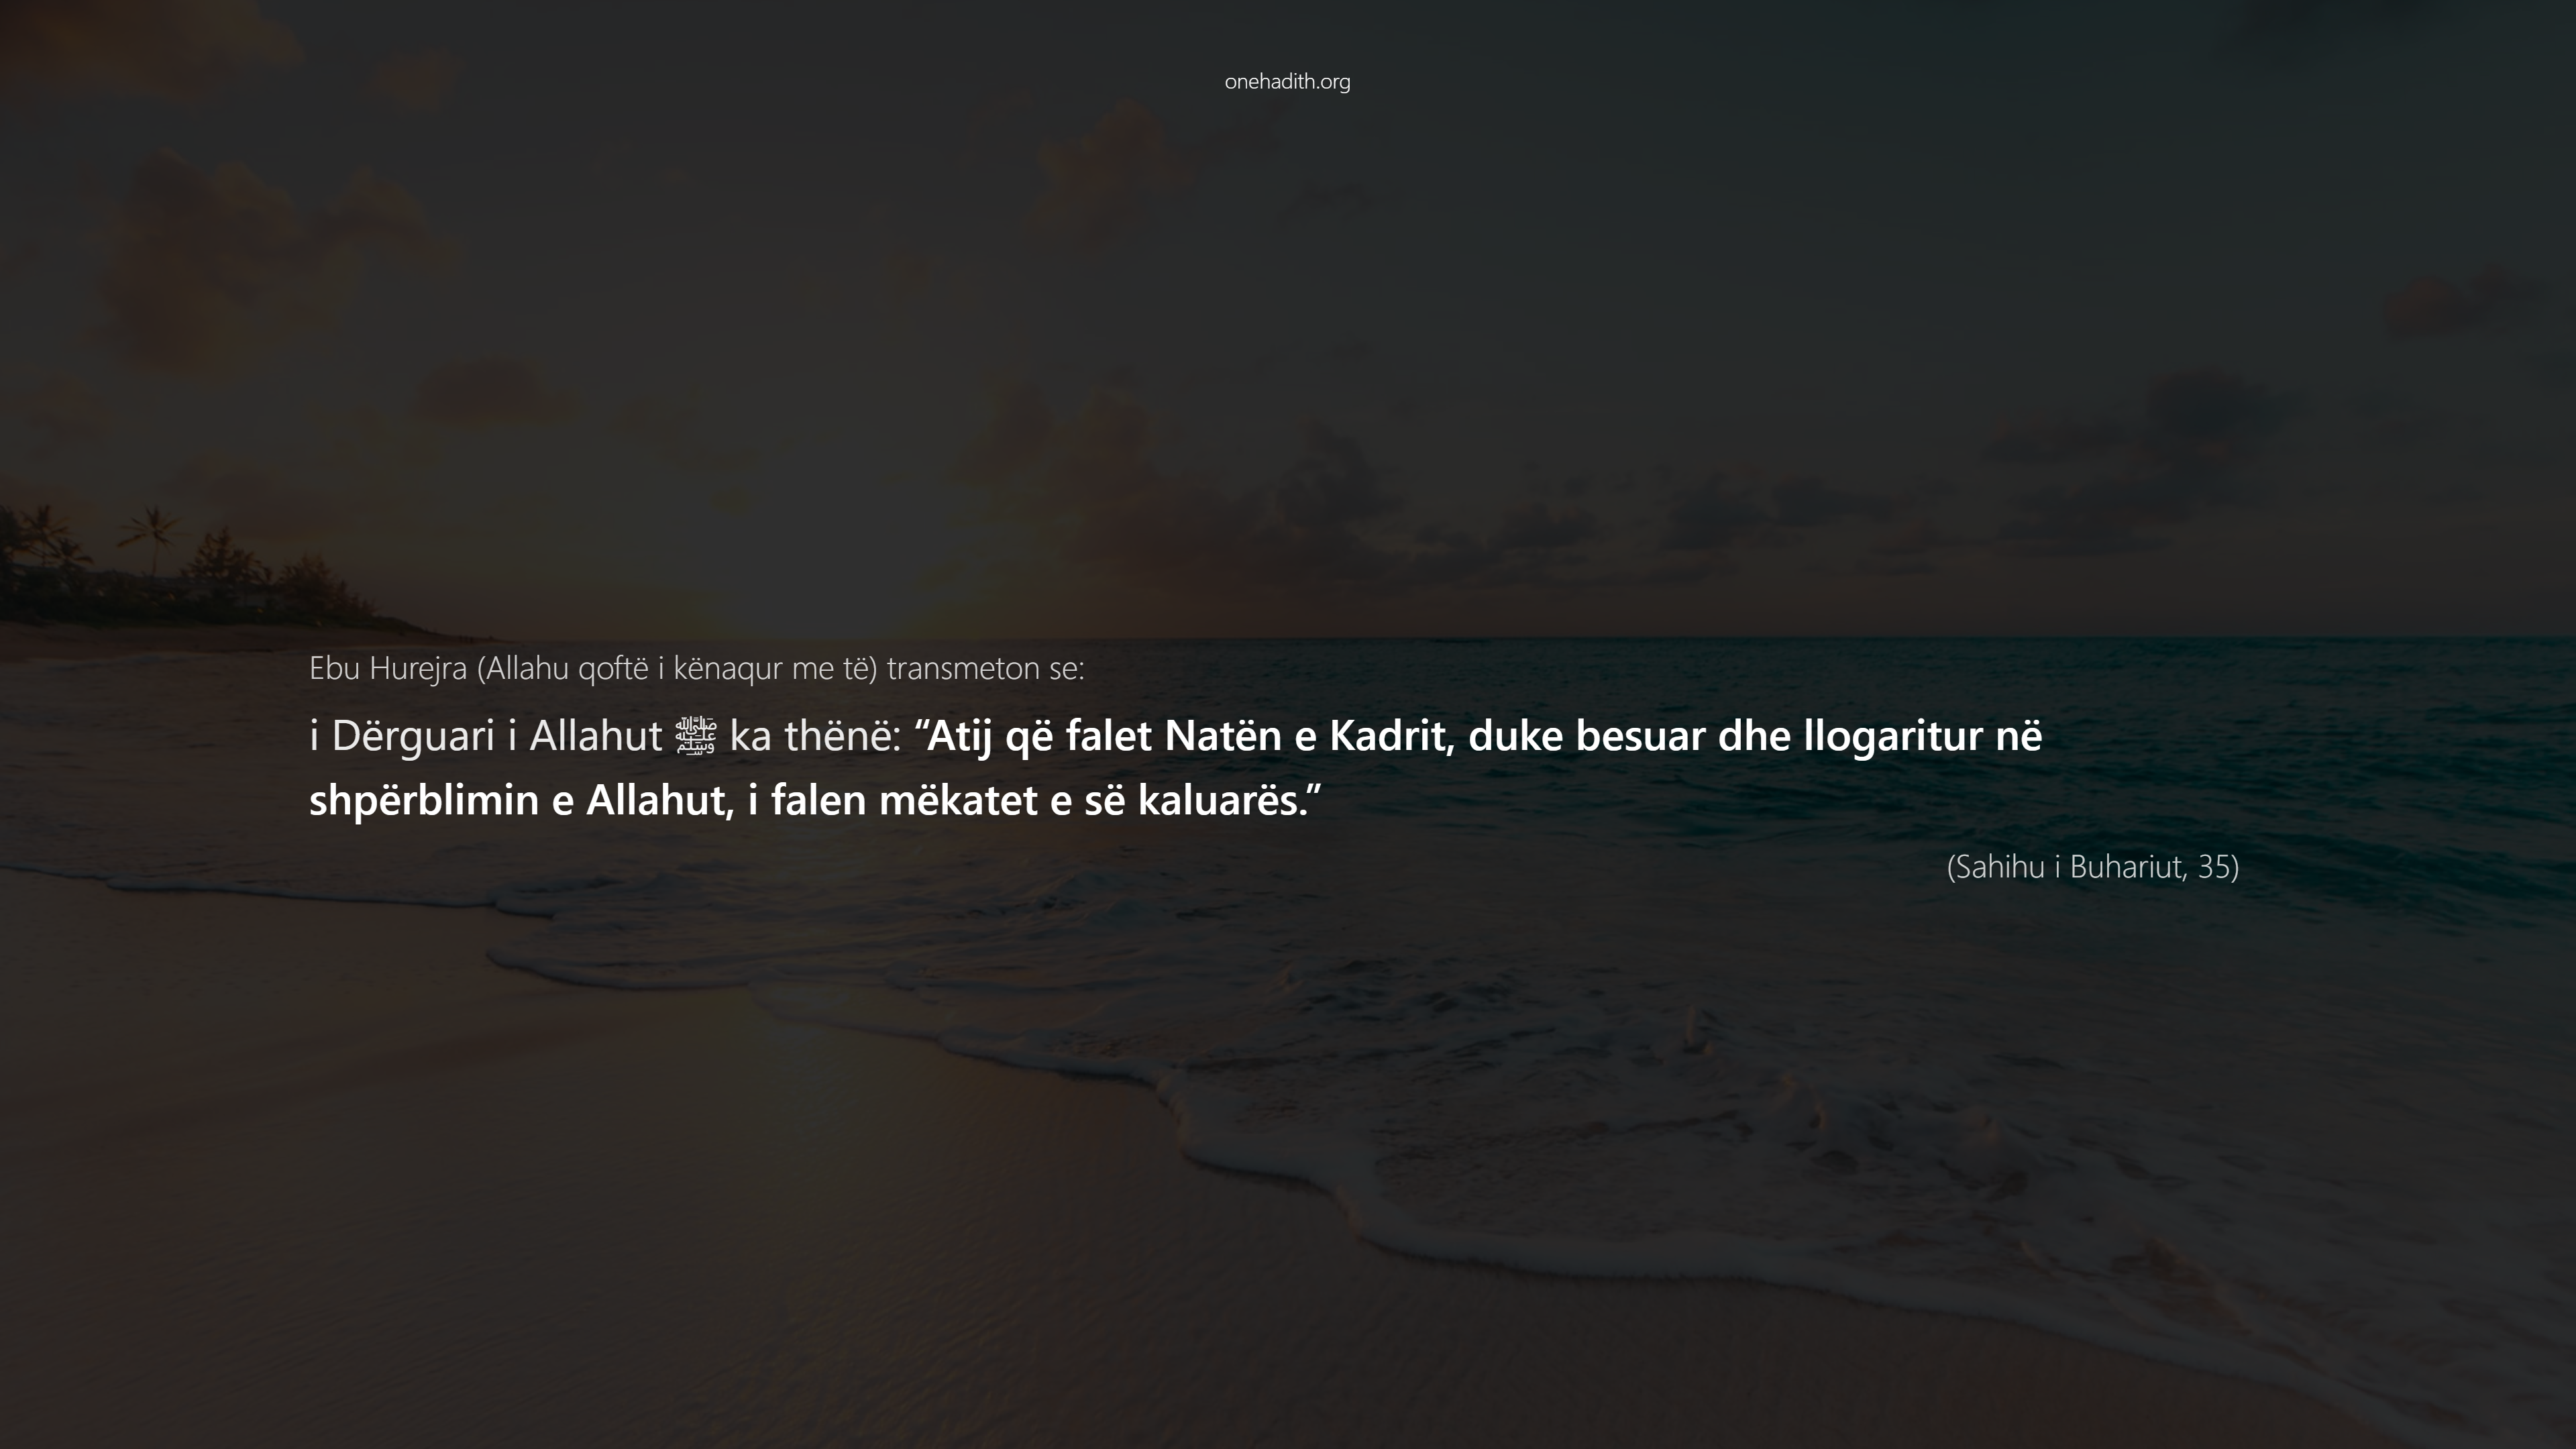 onehadith.org
Ebu Hurejra (Allahu qoftë i kënaqur me të) transmeton se:
i Dërguari i Allahut ﷺ ka thënë: “Atij që falet Natën e Kadrit, duke besuar dhe llogaritur në
shpërblimin e Allahut, i falen mëkatet e së kaluarës.”
(Sahihu i Buhariut, 35)